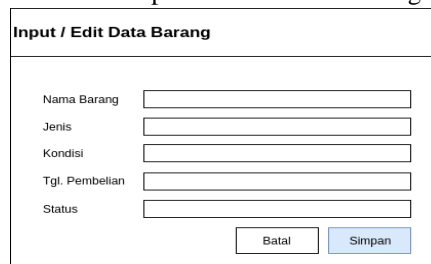 Input / Edit Data Barang
Nama Barang
Jenis
Kondisi
Tgl. Pembelian
Status
Batal Simpan